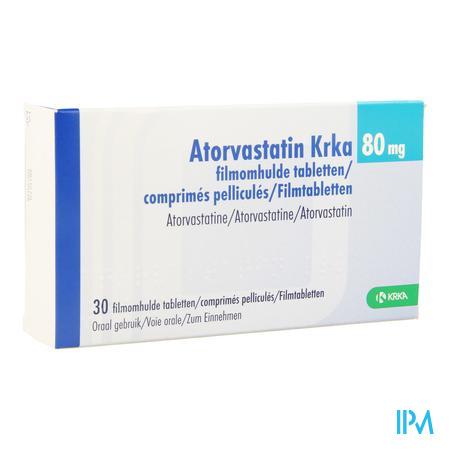 Atorvastatin Krka 80 mg
filmomhulde tabletten/
comprimés pelliculés/Filmtabletten
Atorvastatine/Atorvastatine/Atorvastatin
30 filmomhulde tabletten/comprimés pelliculés/Filmtabletten
Oraal gebruik/Voie orale/Zum Einnehmen
KRKA
IPM